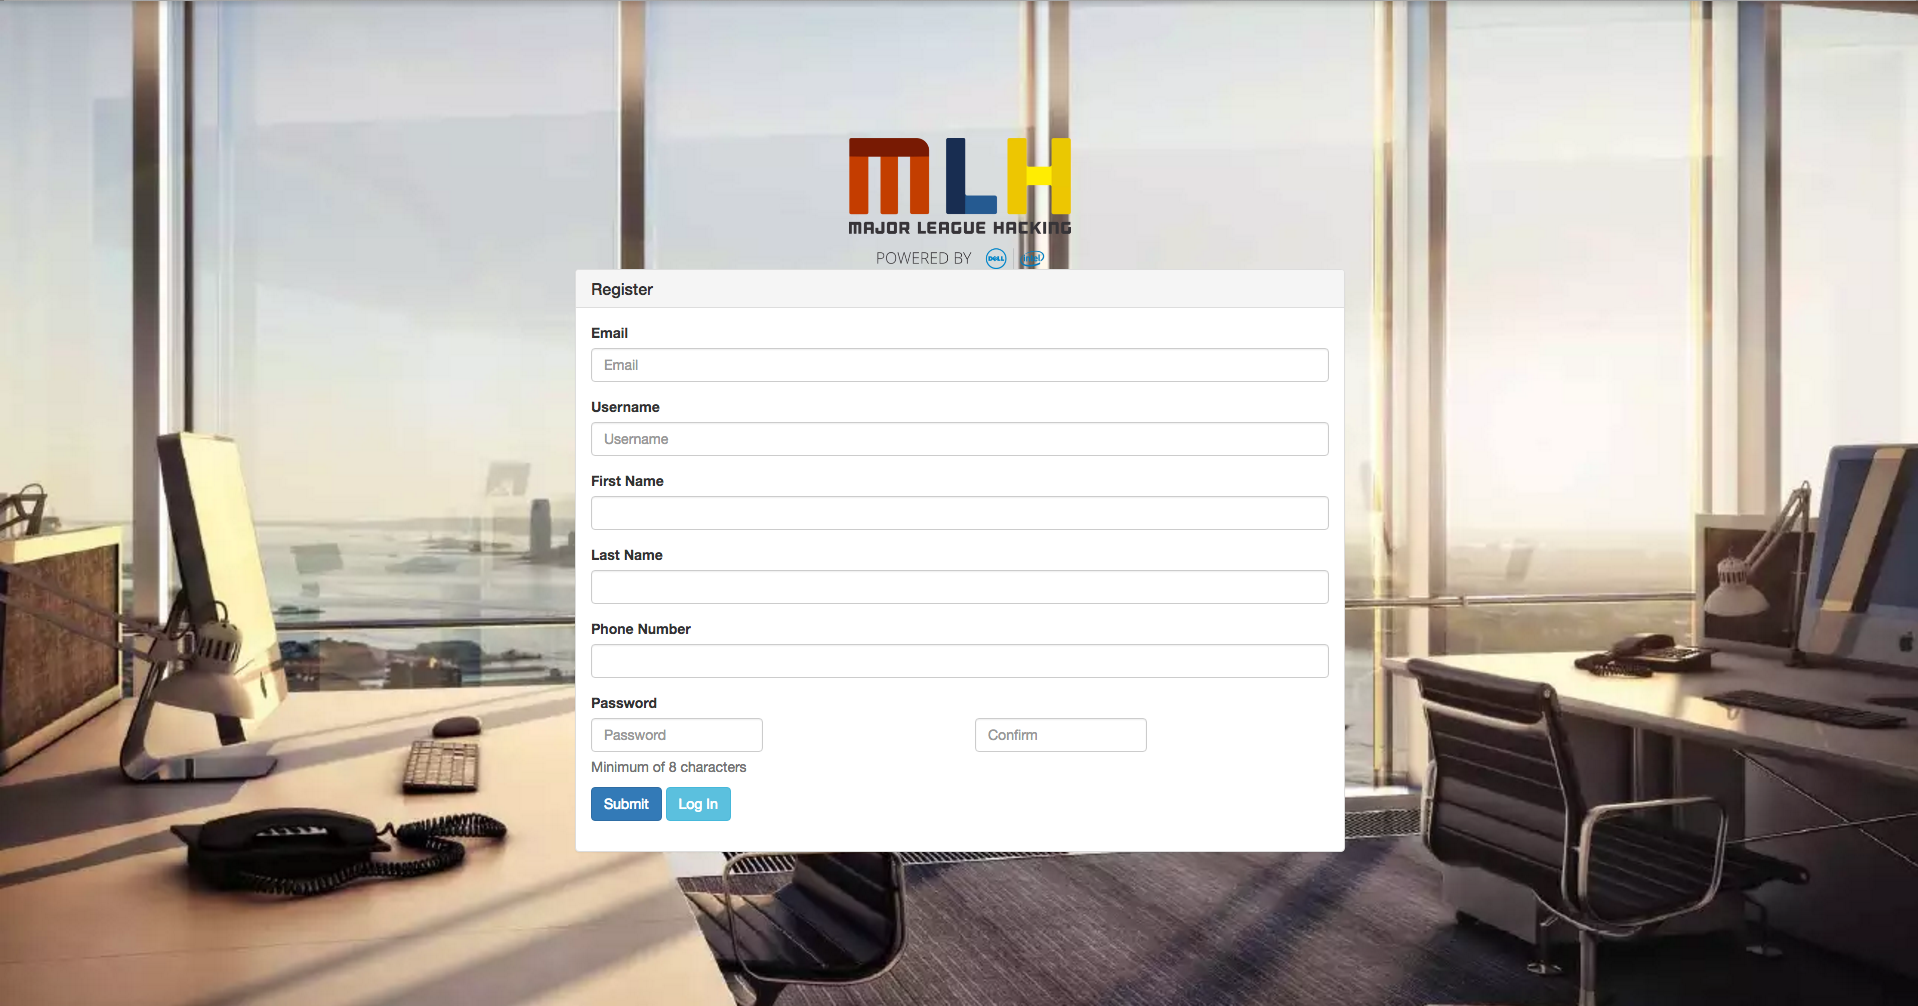 MLH
MAJOR LEAGUE HACKING
POWERED BY DELL intel
Register
Email
Email
Username
Username
First Name
Last Name
Phone Number
Password
Password Confirm
Minimum of 8 characters
Submit Log In